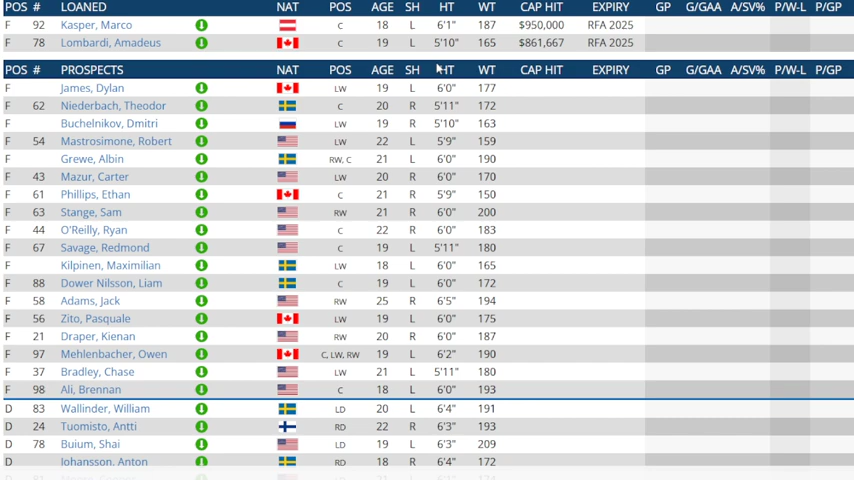 POS # LOANED NAT POS AGE SH HT WT CAP HIT EXPIRY GP G/GAA A/SV% P/W-L P/GP
F 92 Kasper, Marco C 18 L 6'1" 187 $950,000 RFA 2025
F 78 Lombardi, Amadeus C 19 L 5'10" 165 $861,667 RFA 2025
POS # PROSPECTS NAT POS AGE SH HT WT CAP HIT EXPIRY GP G/GAA A/SV% P/W-L P/GP
F James, Dylan LW 19 L 6'0" 177
F 62 Niederbach, Theodor C 20 R 5'11" 172
F Buchelnikov, Dmitri LW 19 R 5'10" 163
F 54 Mastrosimone, Robert LW 22 L 5'9" 159
F Grewe, Albin RW, C 21 L 6'0" 190
F 43 Mazur, Carter LW 20 R 6'0" 170
F 61 Phillips, Ethan C 21 R 5'9" 150
F 63 Stange, Sam RW 21 R 6'0" 200
F 44 O'Reilly, Ryan C 22 R 6'0" 183
F 67 Savage, Redmond C 19 L 5'11" 180
F Kilpinen, Maximilian LW 18 L 6'0" 165
F 88 Dower Nilsson, Liam C 19 L 6'0" 172
F 58 Adams, Jack RW 25 R 6'5" 194
F 56 Zito, Pasquale LW 19 L 6'0" 175
F 21 Draper, Kienan RW 20 R 6'0" 187
F 97 Mehlenbacher, Owen C, LW, RW 19 L 6'2" 190
F 37 Bradley, Chase LW 21 L 5'11" 180
F 98 Ali, Brennan C 18 L 6'0" 193
D 83 Wallinder, William LD 20 L 6'4" 191
D 24 Tuomisto, Antti RD 22 R 6'3" 193
D 78 Buium, Shai LD 19 L 6'3" 209
D Johansson, Anton RD 18 R 6'4" 172